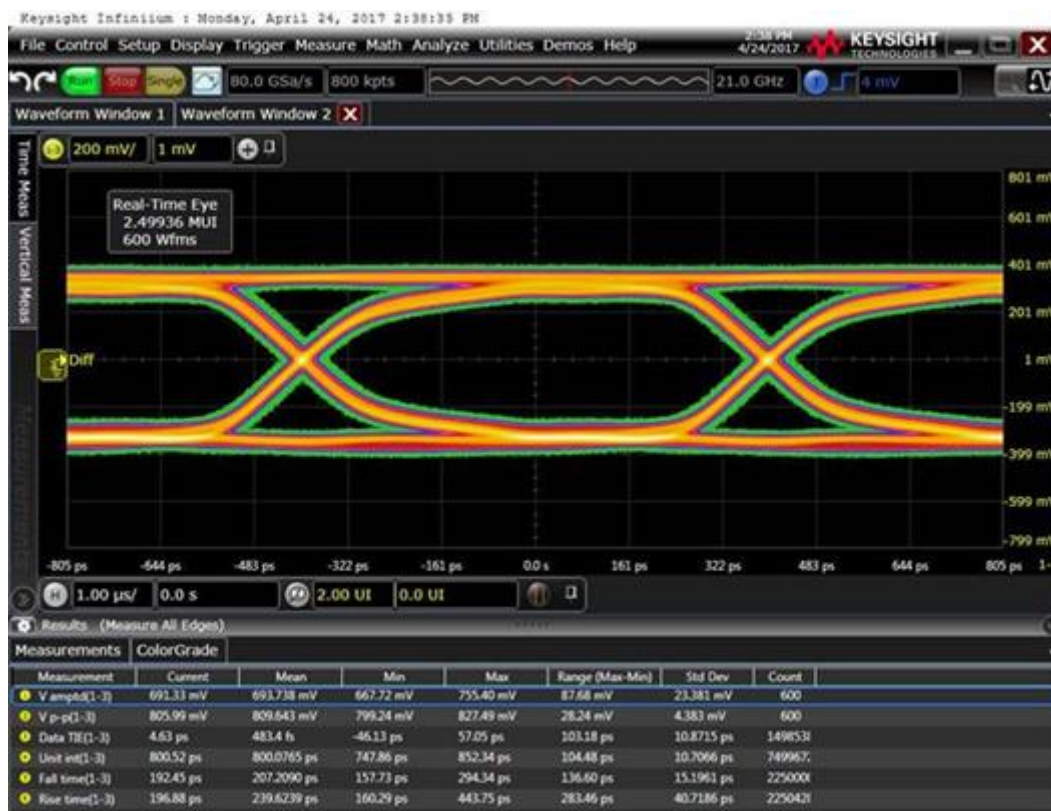 Keysight Infiniium : Monday, April 24, 2017 2:38:35 PM
File Control Setup Display Trigger Measure Math Analyze Utilities Demos Help
2:38 PM
4/24/2017
KEYSIGHT
TECHNOLOGIES
Run Stop Single 80.0 GSa/s 800 kpts 21.0 GHz 4 mV
Waveform Window 1 Waveform Window 2
200 mV/ 1 mV
Time Meas
Vertical Meas
Measurements
Real-Time Eye
2.49936 MUI
600 Wfms
801 mV
601 mV
401 mV
201 mV
Diff
1 mV
-199 mV
-399 mV
-599 mV
-799 mV
-805 ps -644 ps -483 ps -322 ps -161 ps 0.0 s 161 ps 322 ps 483 ps 644 ps 805 ps
H 1.00 μs/ 0.0 s 2.00 UI 0.0 UI
Results (Measure All Edges)
Measurements ColorGrade
Measurement Current Mean Min Max Range (Max-Min) Std Dev Count
V amptd(1-3) 691.33 mV 693.738 mV 667.72 mV 755.40 mV 87.68 mV 23.381 mV 600
V p-p(1-3) 805.99 mV 809.643 mV 799.24 mV 827.49 mV 28.24 mV 4.383 mV 600
Data TIE(1-3) 4.63 ps 483.4 fs -46.13 ps 57.05 ps 103.18 ps 10.8715 ps
Unit int(1-3) 800.52 ps 800.0765 ps 747.86 ps 852.34 ps 104.48 ps 10.7066 ps
Fall time(1-3) 192.45 ps 207.2090 ps 157.73 ps 294.34 ps 136.60 ps 15.1961 ps
Rise time(1-3) 196.88 ps 239.6239 ps 160.29 ps 443.75 ps 283.46 ps 40.7186 ps